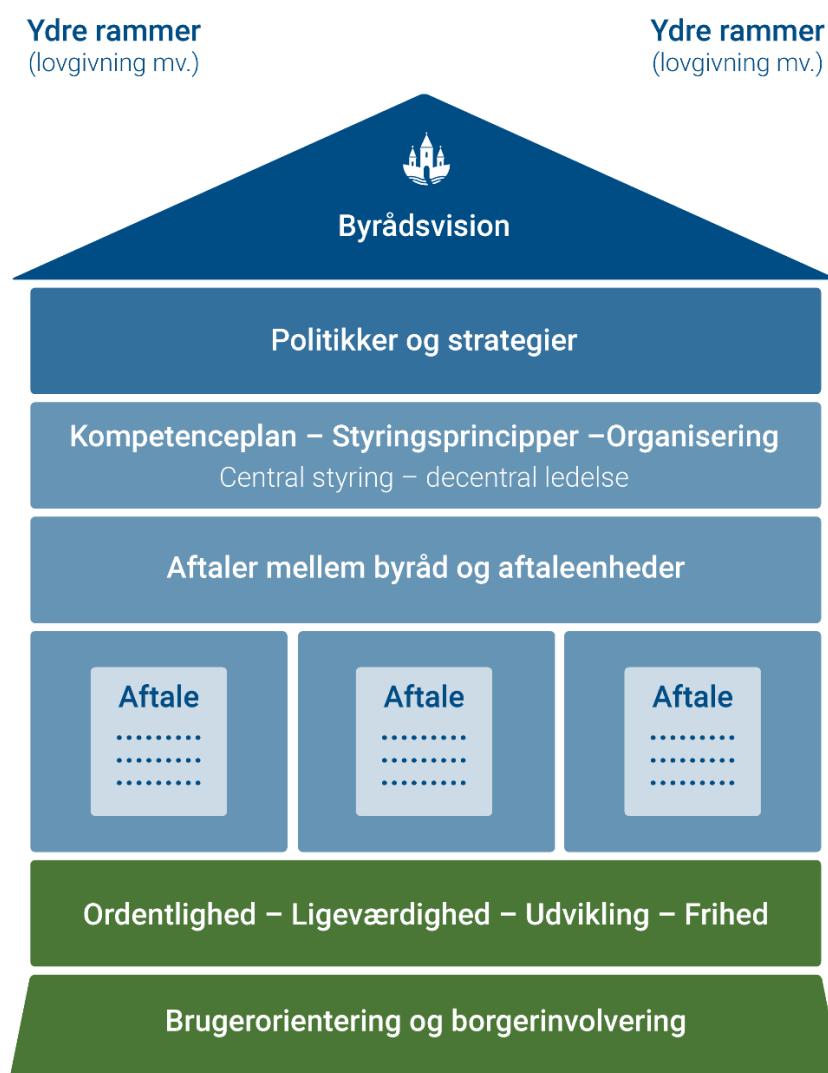 Ydre rammer
(lovgivning mv.)
Ydre rammer
(lovgivning mv.)
Byrådsvision
Politikker og strategier
Kompetenceplan – Styringsprincipper –Organisering
Central styring – decentral ledelse
Aftaler mellem byråd og aftaleenheder
Aftale
Aftale
Aftale
Ordentlighed – Ligeværdighed – Udvikling – Frihed
Brugerorientering og borgerinvolvering